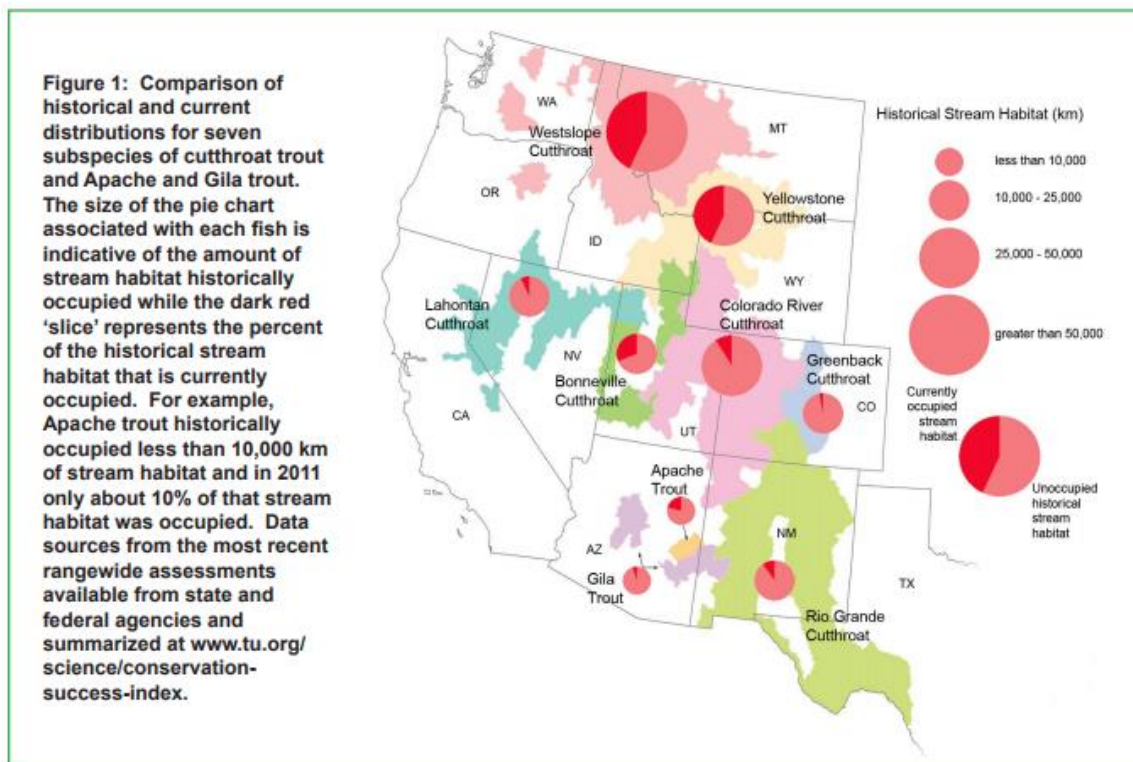 Figure 1: Comparison of
historical and current
distributions for seven
subspecies of cutthroat trout
and Apache and Gila trout.
The size of the pie chart
associated with each fish is
indicative of the amount of
stream habitat historically
occupied while the dark red
‘slice’ represents the percent
of the historical stream
habitat that is currently
occupied. For example,
Apache trout historically
occupied less than 10,000 km
of stream habitat and in 2011
only about 10% of that stream
habitat was occupied. Data
sources from the most recent
rangewide assessments
available from state and
federal agencies and
summarized at www.tu.org/
science/conservation-
success-index.
WA
MT
Westslope
Cutthroat
OR
Yellowstone
Cutthroat
ID
WY
Lahontan
Cutthroat
Colorado River
Cutthroat
NV
Bonneville
Cutthroat
Greenback
Cutthroat
CA
CO
UT
Apache
Trout
AZ
NM
Gila
Trout
TX
Rio Grande
Cutthroat
Historical Stream Habitat (km)
less than 10,000
10,000 - 25,000
25,000 - 50,000
greater than 50,000
Currently
occupied
stream
habitat
Unoccupied
historical
stream
habitat